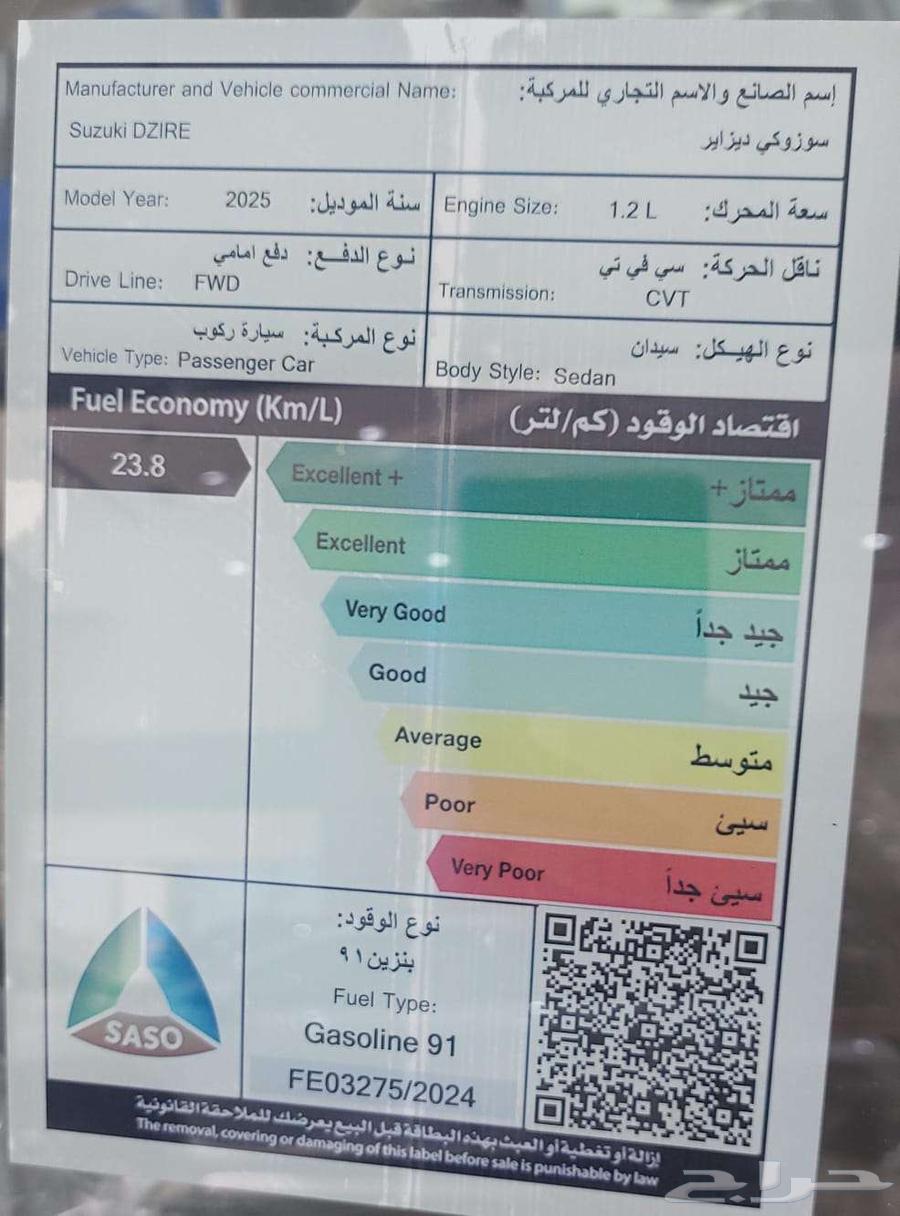 Manufacturer and Vehicle commercial Name: إسم الصانع والاسم التجاري للمركبة:
Suzuki DZIRE سوزوكي ديزاير
Model Year: 2025 سنة الموديل:
Engine Size: 1.2 L سعة المحرك:
نوع الدفـع: دفع امامي
Drive Line: FWD
ناقل الحركة: سي في تي
Transmission: CVT
نوع المركبة: سيارة ركوب
Vehicle Type: Passenger Car
نوع الهيكل: سيدان
Body Style: Sedan
Fuel Economy (Km/L) اقتصاد الوقود (كم/لتر)
23.8
Excellent + ممتاز+
Excellent ممتاز
Very Good جيد جداً
Good جيد
Average متوسط
Poor سيئ
Very Poor سيئ جداً
SASO
نوع الوقود:
بنزين ٩١
Fuel Type:
Gasoline 91
FE03275/2024
إزالة أو تغطية أو العبث بهذه البطاقة قبل البيع يعرضك للملاحقة القانونية
The removal, covering or damaging of this label before sale is punishable by law
حراج